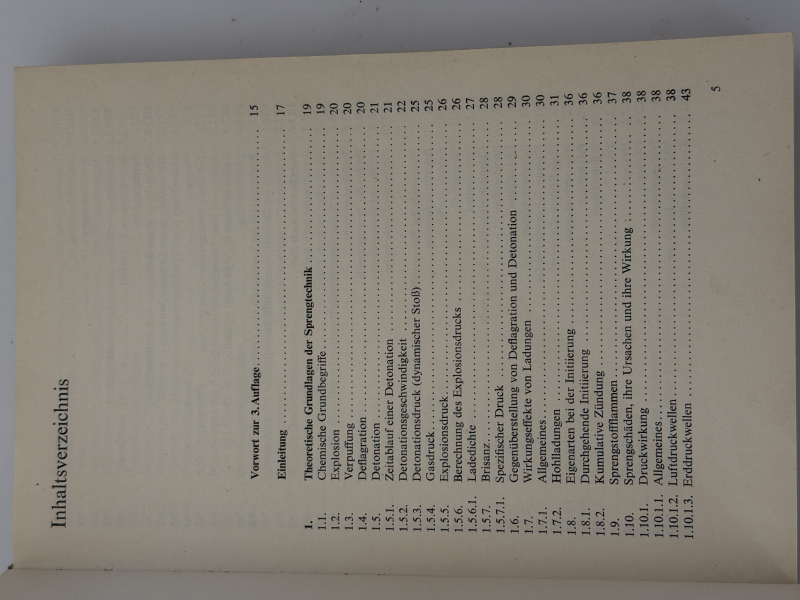 Inhaltsverzeichnis
Vorwort zur 3. Auflage 15
Einleitung 17
1. Theoretische Grundlagen der Sprengtechnik 19
1.1. Chemische Grundbegriffe 19
1.2. Explosion 20
1.3. Verpuffung 20
1.4. Deflagration 20
1.5. Detonation 21
1.5.1. Zeitablauf einer Detonation 21
1.5.2. Detonationsgeschwindigkeit 22
1.5.3. Detonationsdruck (dynamischer Stoß) 25
1.5.4. Gasdruck 25
1.5.5. Explosionsdruck 26
1.5.6. Berechnung des Explosionsdrucks 26
1.5.6.1. Ladedichte 27
1.5.7. Brisanz 28
1.5.7.1. Spezifischer Druck 28
1.6. Gegenüberstellung von Deflagration und Detonation 29
1.7. Wirkungseffekte von Ladungen 30
1.7.1. Allgemeines 30
1.7.2. Hohlladungen 31
1.8. Eigenarten bei der Initiierung 36
1.8.1. Durchgehende Initiierung 36
1.8.2. Kumulative Zündung 36
1.9. Sprengstofflammen 37
1.10. Sprengschäden, ihre Ursachen und ihre Wirkung 38
1.10.1. Druckwirkung 38
1.10.1.1. Allgemeines 38
1.10.1.2. Luftdruckwellen 38
1.10.1.3. Erddruckwellen 43
5